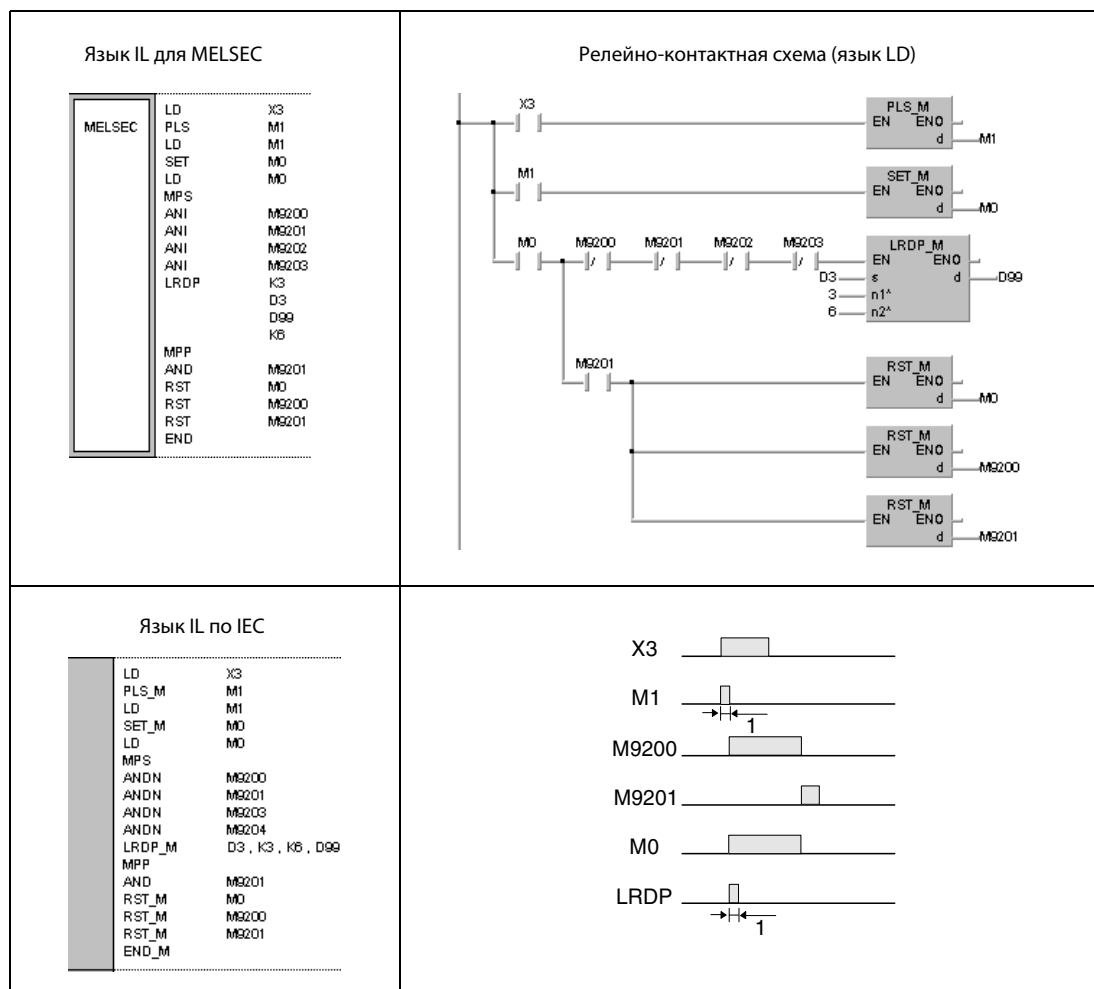 Язык IL для MELSEC
MELSEC
LD X3
PLS M1
LD M1
SET M0
LD M0
MPS
ANI M9200
ANI M9201
ANI M9202
ANI M9203
LRDP K3
D3
D99
K6
MPP
AND M9201
RST M0
RST M9200
RST M9201
END
Релейно-контактная схема (язык LD)
X3
PLS_M
EN ENO
d M1
M1
SET_M
EN ENO
d M0
M0 M9200 M9201 M9202 M9203
LRDP_M
EN ENO
D3 s d D99
3 n1*
6 n2*
M9201
RST_M
EN ENO
d M0
RST_M
EN ENO
d M9200
RST_M
EN ENO
d M9201
Язык IL по IEC
LD X3
PLS_M M1
LD M1
SET_M M0
LD M0
MPS
ANDN M9200
ANDN M9201
ANDN M9203
ANDN M9204
LRDP_M D3 , K3 , K6 , D99
MPP
AND M9201
RST_M M0
RST_M M9200
RST_M M9201
END_M
X3
M1
1
M9200
M9201
M0
LRDP
1